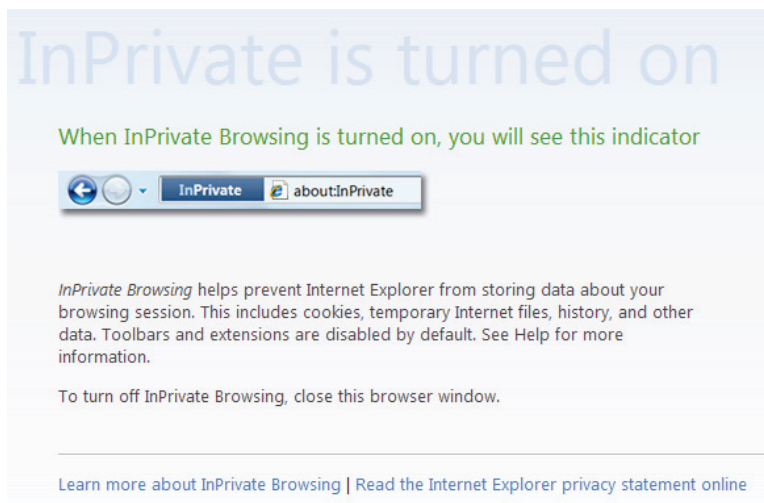 InPrivate is turned on
When InPrivate Browsing is turned on, you will see this indicator
InPrivate about:InPrivate
InPrivate Browsing helps prevent Internet Explorer from storing data about your
browsing session. This includes cookies, temporary Internet files, history, and other
data. Toolbars and extensions are disabled by default. See Help for more
information.
To turn off InPrivate Browsing, close this browser window.
Learn more about InPrivate Browsing | Read the Internet Explorer privacy statement online